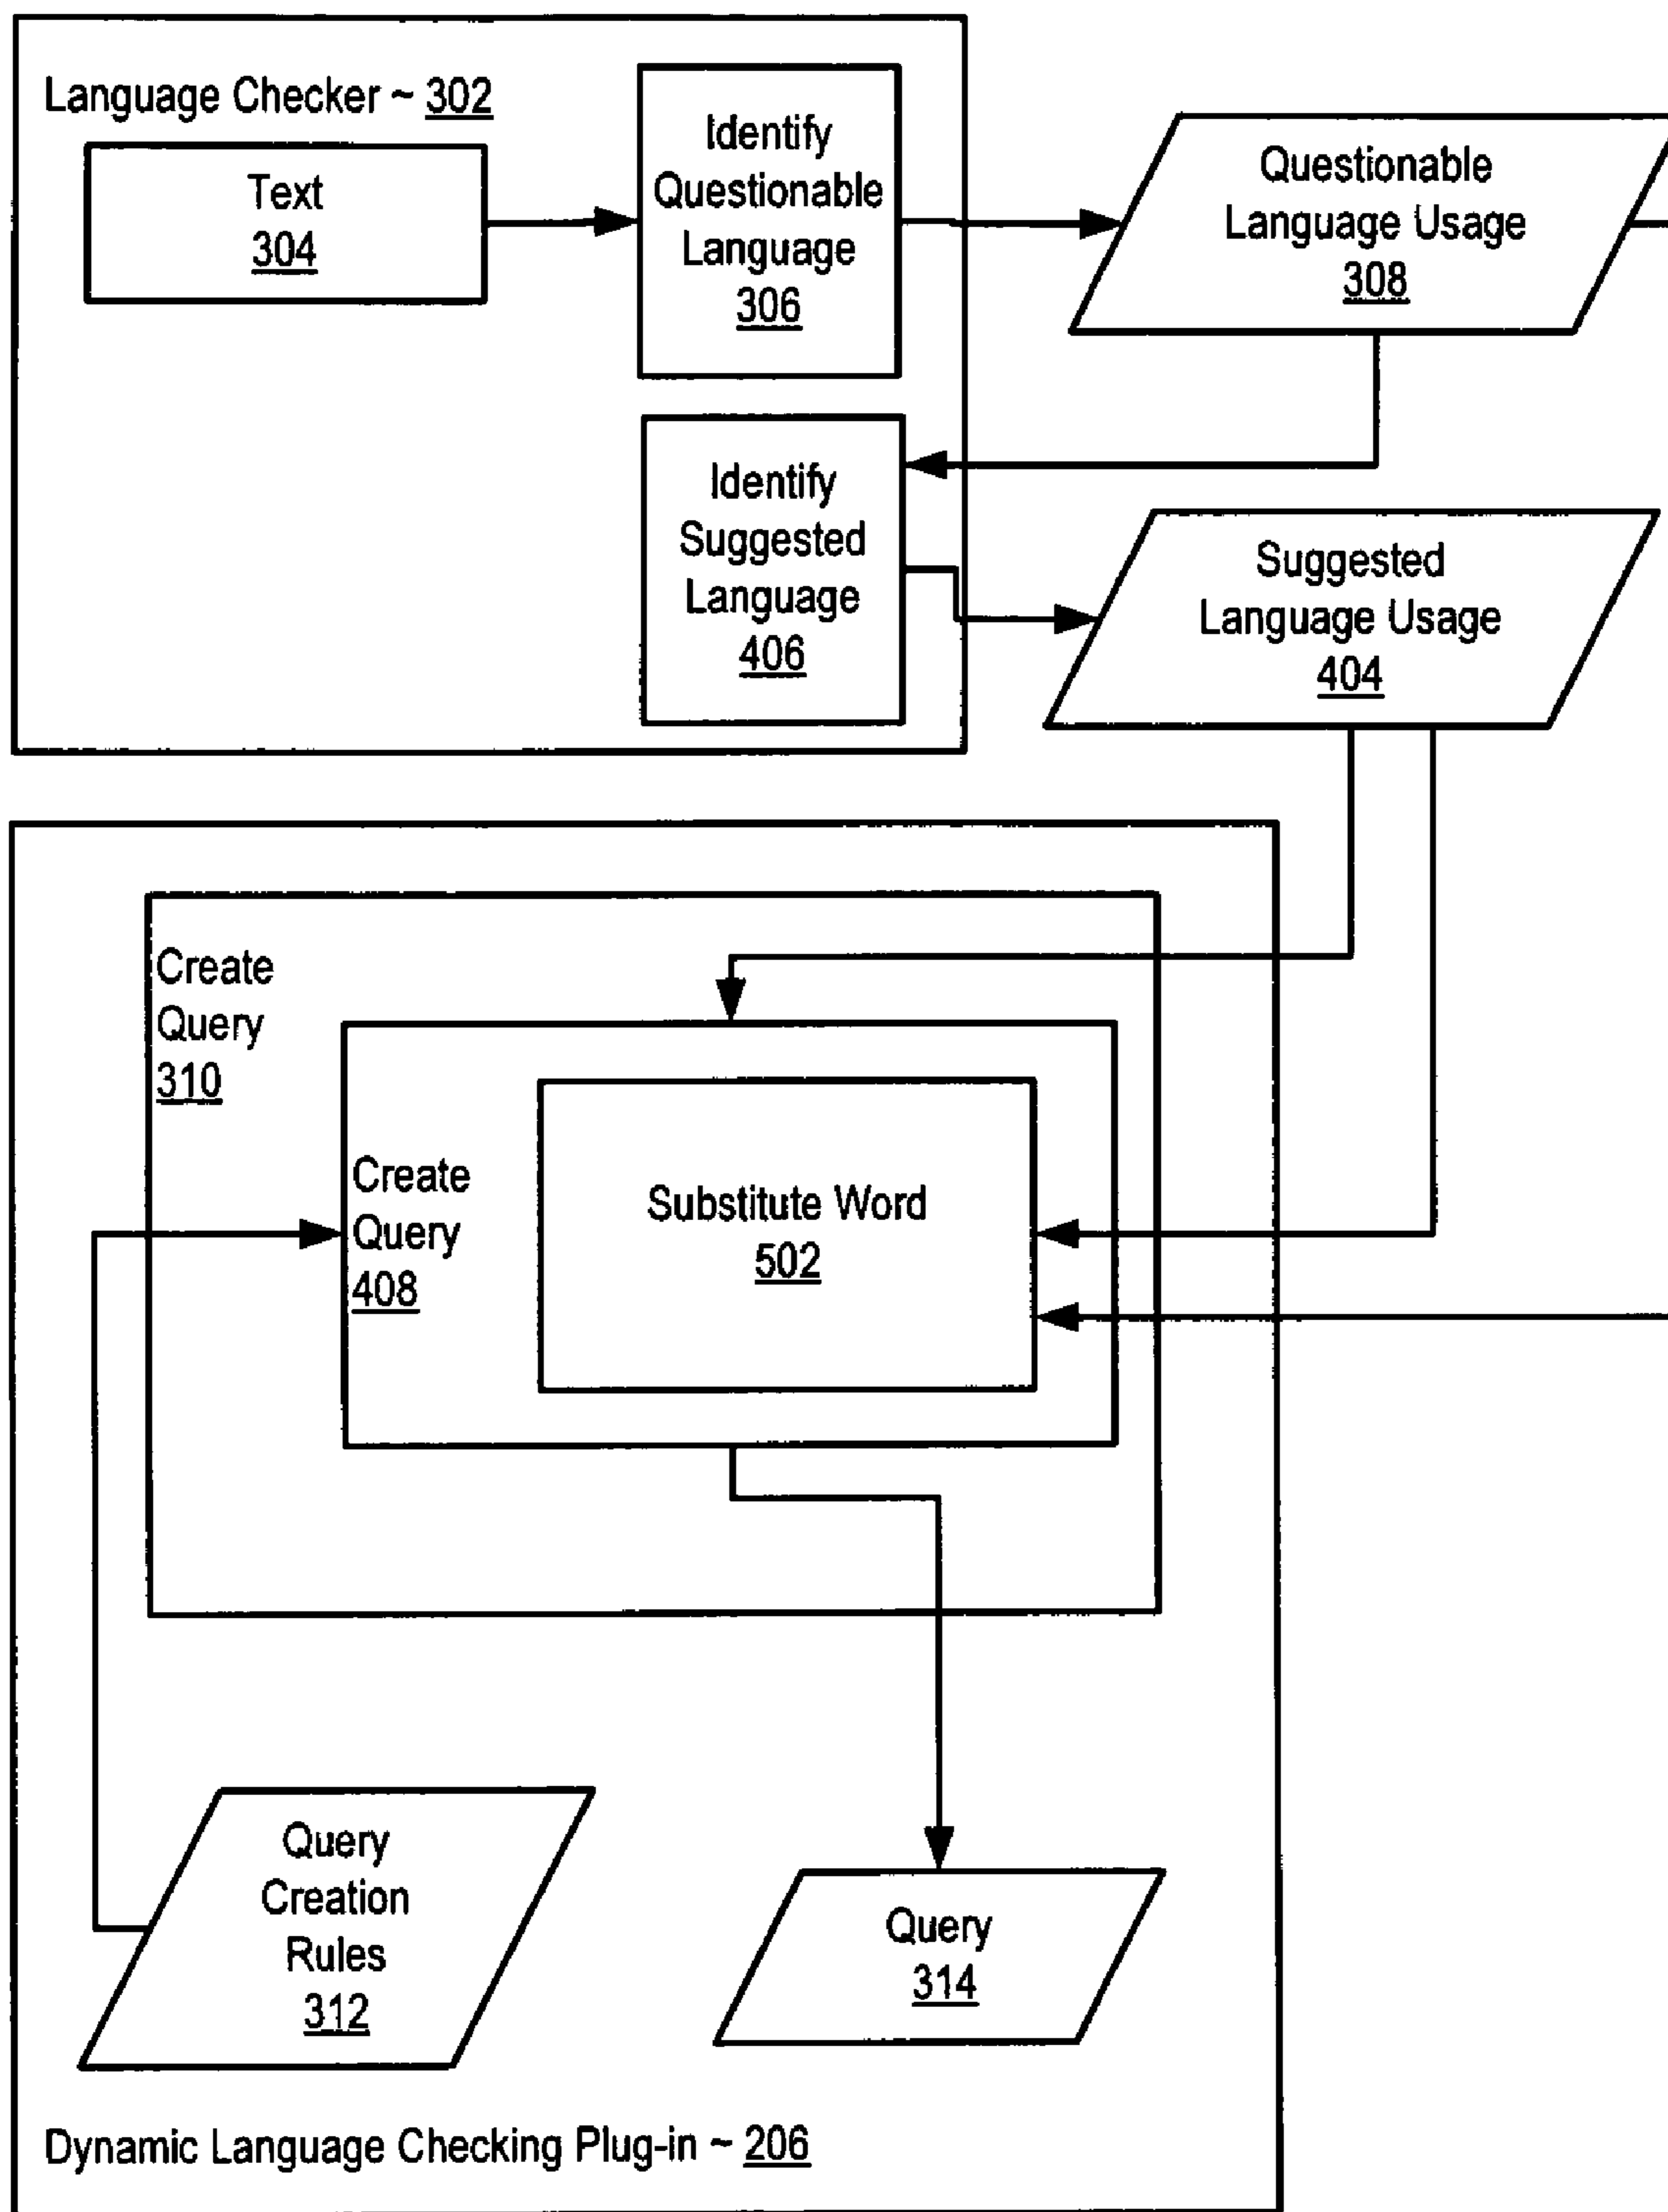 Language Checker ~ 302
Text
304
Identify
Questionable
Language
306
Questionable
Language Usage
308
Identify
Suggested
Language
406
Suggested
Language Usage
404
Create
Query
310
Create
Query
408
Substitute Word
502
Query
Creation
Rules
312
Query
314
Dynamic Language Checking Plug-in ~ 206